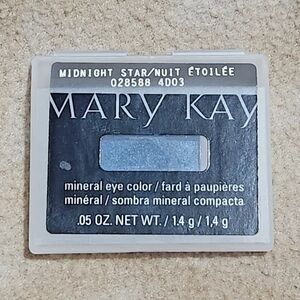 MIDNIGHT STAR/NUIT ÉTOILÉE
028588 4D03
MARY KAY
mineral eye color / fard à paupières
minéral / sombra mineral compacta
.05 OZ. NET WT. / 1,4 g / 1.4 g